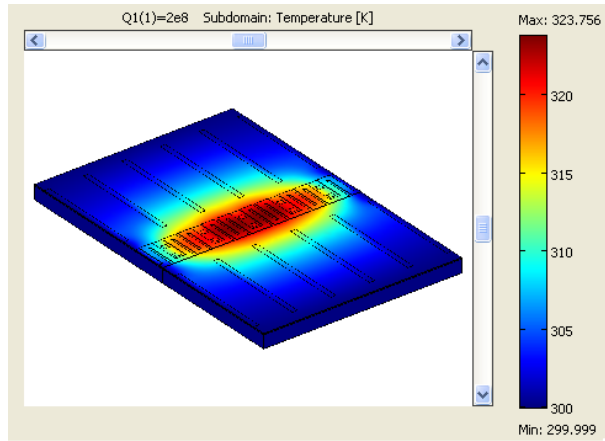 Q1(1)=2e8 Subdomain: Temperature [K]
Max: 323.756
320
315
310
305
300
Min: 299.999